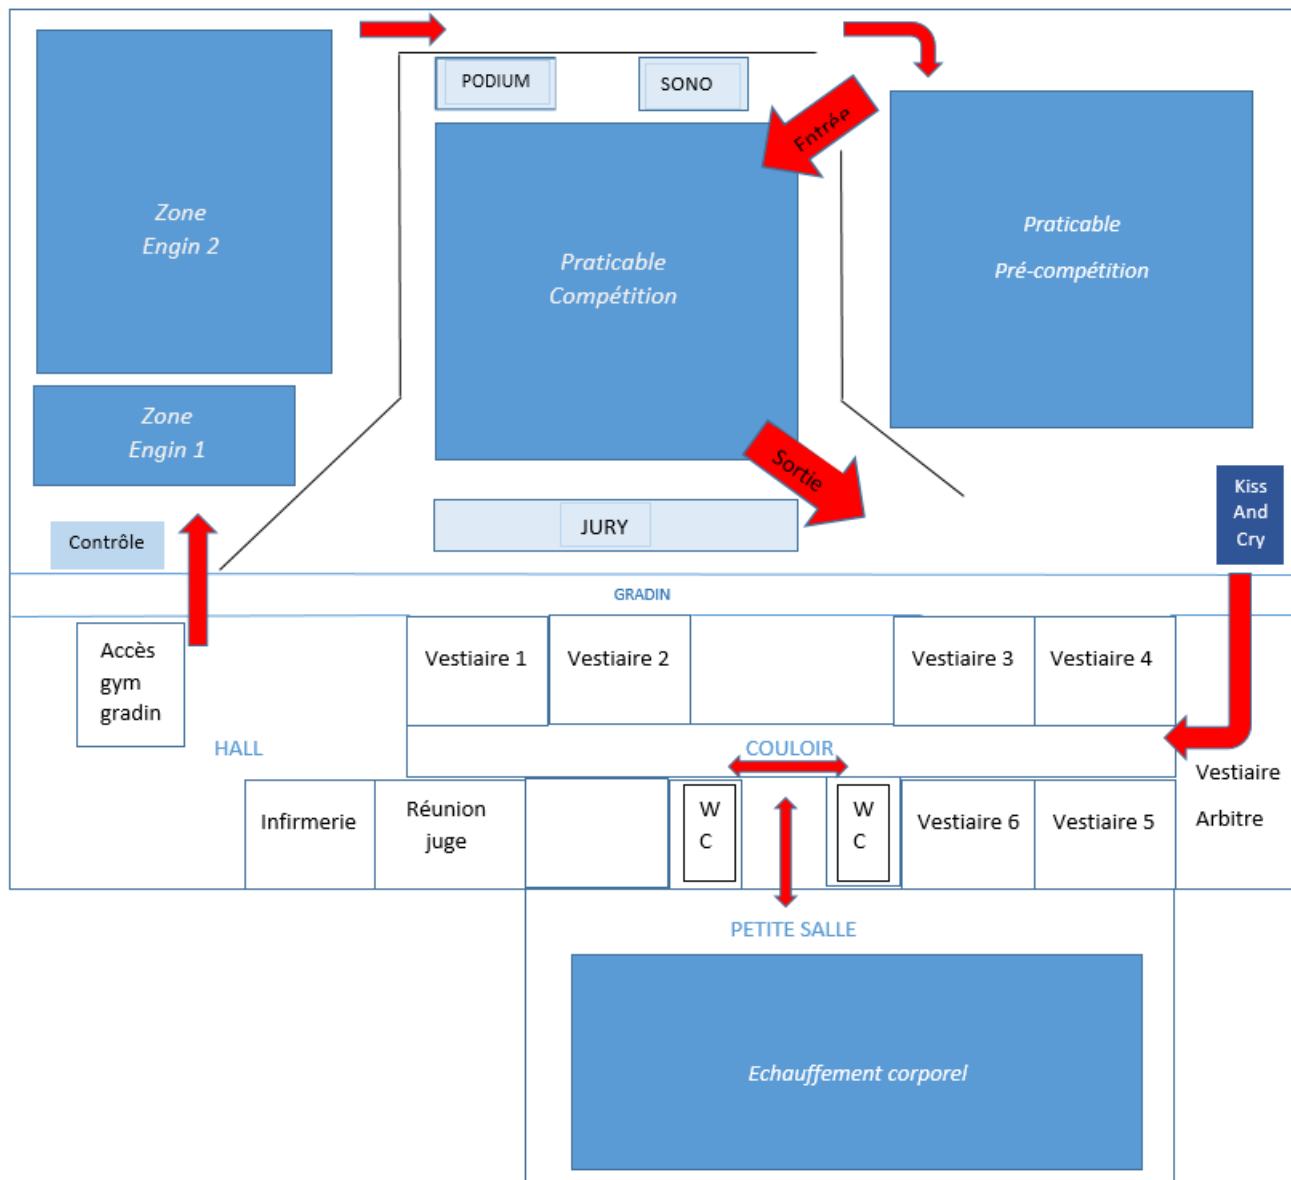 PODIUM
SONO
Entrée
Zone
Engin 2
Praticable
Compétition
Praticable
Pré-compétition
Zone
Engin 1
Sortie
Kiss
And
Cry
JURY
Contrôle
GRADIN
Accès
gym
gradin
Vestiaire 1
Vestiaire 2
Vestiaire 3
Vestiaire 4
HALL
COULOIR
Vestiaire
Arbitre
Infirmerie
Réunion
juge
W
C
W
C
Vestiaire 6
Vestiaire 5
PETITE SALLE
Echauffement corporel